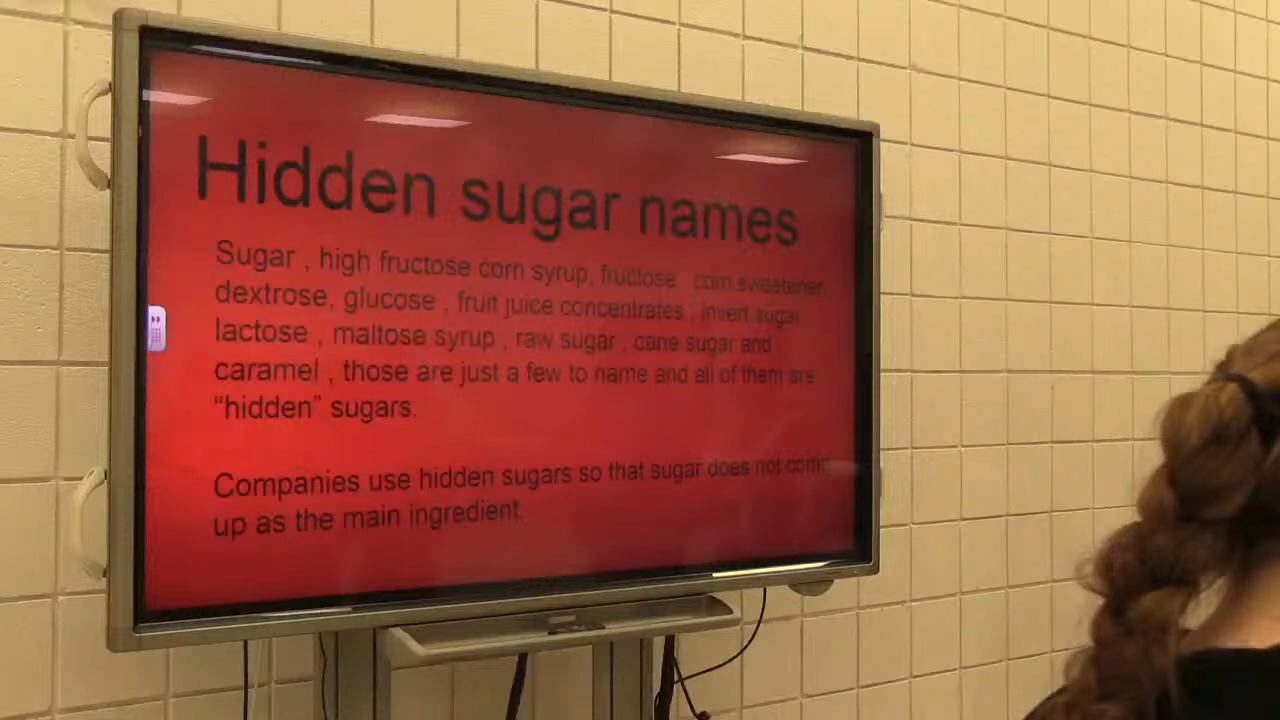 Hidden sugar names
Sugar , high fructose corn syrup, fructose corn sweetener
dextrose, glucose , fruit juice concentrates , invert sugar
lactose , maltose syrup , raw sugar , cane sugar and
caramel , those are just a few to name and all of them are
“hidden” sugars.
Companies use hidden sugars so that sugar does not come
up as the main ingredient.